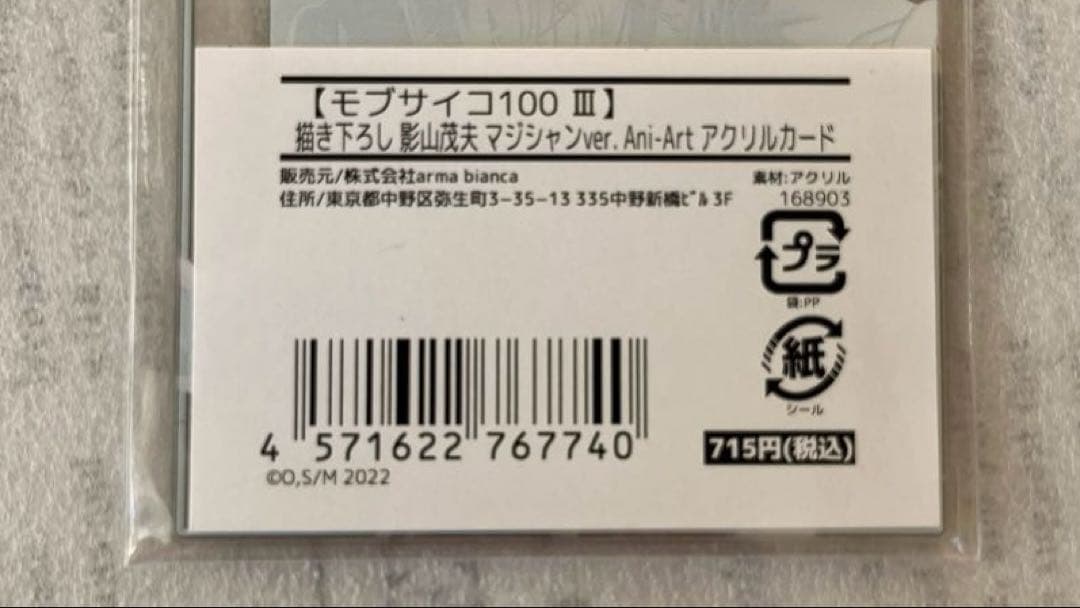 【モブサイコ100 Ⅲ】
描き下ろし 影山茂夫 マジシャンver. Ani-Art アクリルカード
販売元/株式会社arma bianca
素材:アクリル
住所/東京都中野区弥生町3−35−13 335中野新橋ﾋﾞﾙ 3F
168903
プラ
袋:PP
紙
シール
4 571622 767740
715円(税込)
©O,S/M 2022